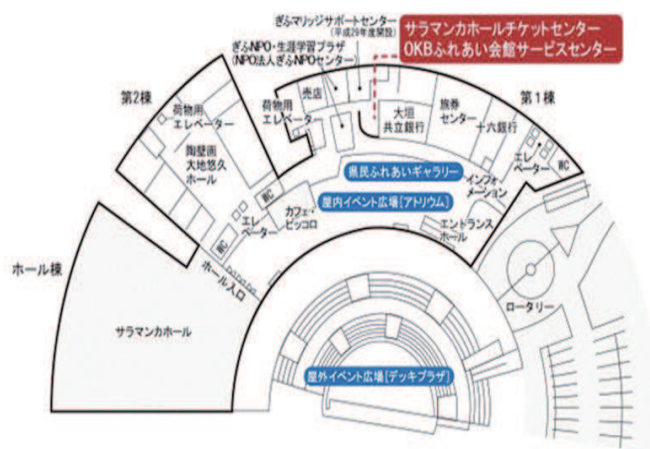 ぎふマリッジサポートセンター
(平成29年度開設)
サラマンカホールチケットセンター
OKBふれあい会館サービスセンター
ぎふNPO・生涯学習プラザ
(NPO法人ぎふNPOセンター)
第2棟
荷物用
エレベーター
荷物用
エレベーター
売店
大垣
共立銀行
旅券
センター
十六銀行
第1棟
エレ
ベーター
WC
陶壁画
大地悠久
ホール
県民ふれあいギャラリー
インフォ
メーション
WC
屋内イベント広場[アトリウム]
カフェ・
ピッコロ
エレ
ベーター
WC
エントランス
ホール
ホール棟
ホール入口
ロータリー
サラマンカホール
屋外イベント広場[デッキプラザ]